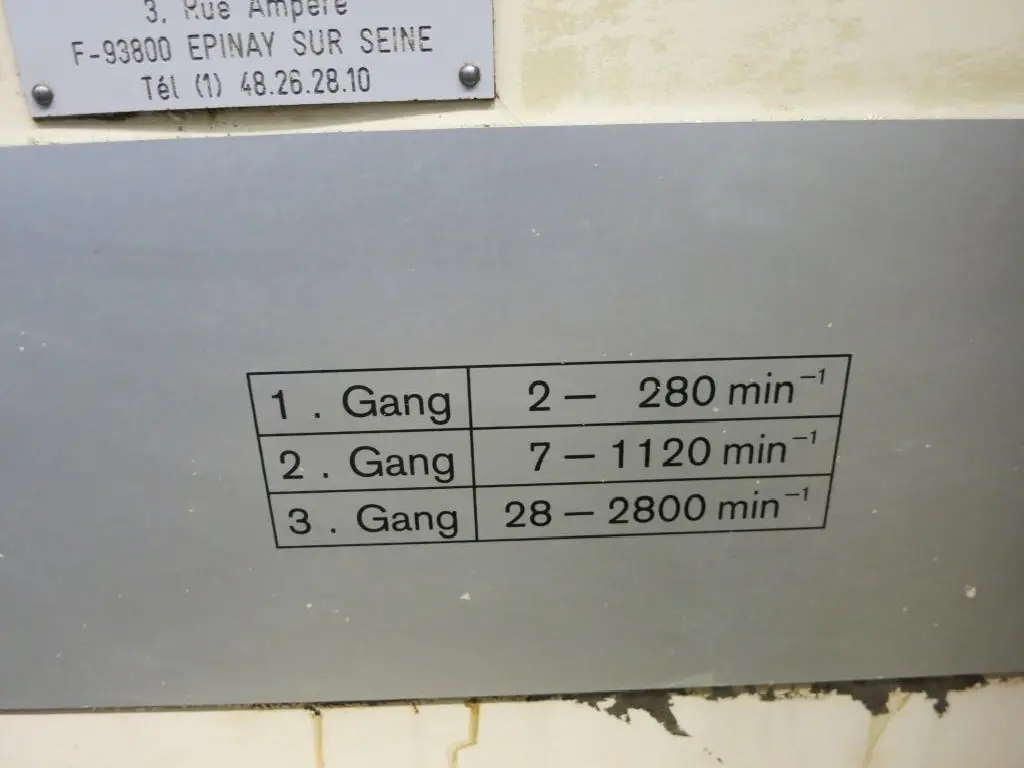 3, Rue Ampère
F-93800 EPINAY SUR SEINE
Tél (1) 48.26.28.10
1 . Gang 2 — 280 min⁻¹
2 . Gang 7 — 1120 min⁻¹
3 . Gang 28 — 2800 min⁻¹